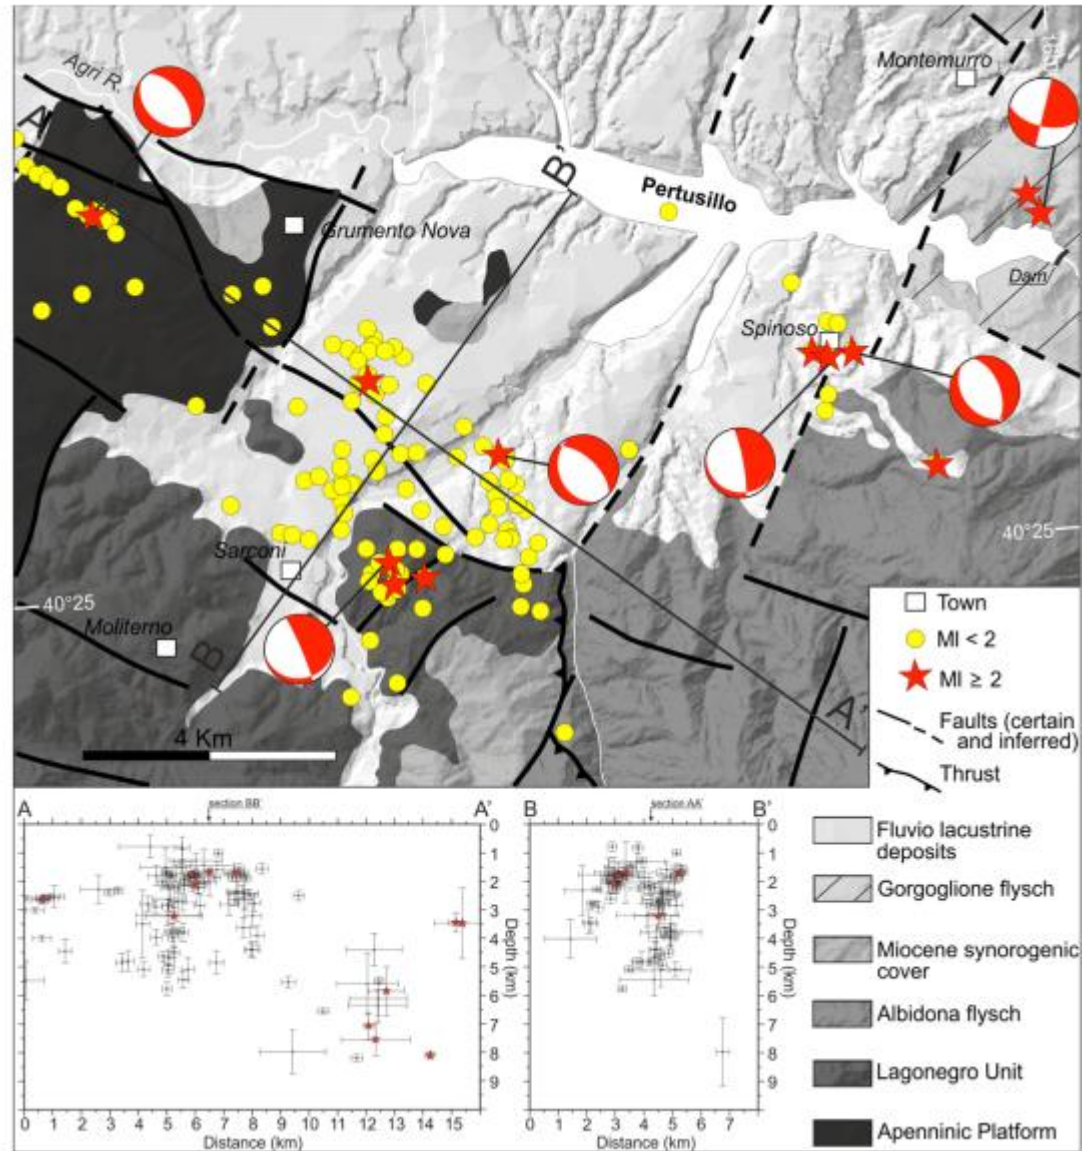 Agri R.
Montemurro
A
B'
Pertusillo
Grumento Nova
Dam
Spinoso
40°25
Sarconi
40°25
Moliterno
B
A'
4 Km
Town
Ml < 2
Ml ≥ 2
Faults (certain
and inferred)
Thrust
A
section BB'
A'
B
section AA'
B'
0
1
2
3
4
5
6
7
8
9
Depth (km)
0 1 2 3 4 5 6 7 8 9 10 11 12 13 14 15
Distance (km)
0
1
2
3
4
5
6
7
8
9
Depth (km)
0 1 2 3 4 5 6 7
Distance (km)
Fluvio lacustrine
deposits
Gorgoglione flysch
Miocene synorogenic
cover
Albidona flysch
Lagonegro Unit
Apenninic Platform